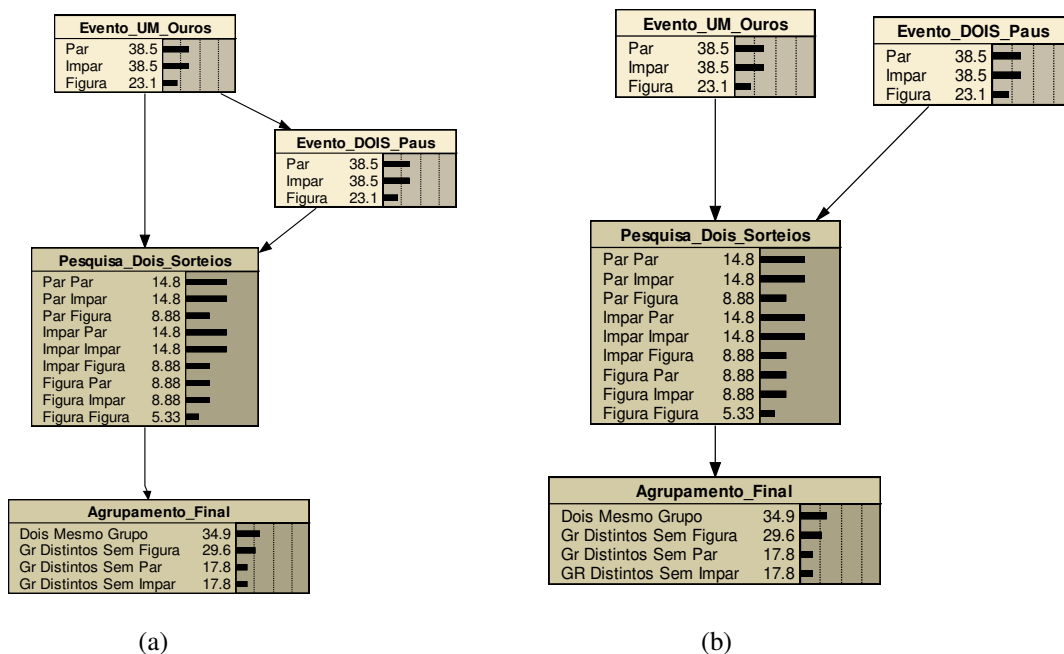 Evento_UM_Ouros
Par 38.5
Impar 38.5
Figura 23.1
Evento_DOIS_Paus
Par 38.5
Impar 38.5
Figura 23.1
Pesquisa_Dois_Sorteios
Par Par 14.8
Par Impar 14.8
Par Figura 8.88
Impar Par 14.8
Impar Impar 14.8
Impar Figura 8.88
Figura Par 8.88
Figura Impar 8.88
Figura Figura 5.33
Agrupamento_Final
Dois Mesmo Grupo 34.9
Gr Distintos Sem Figura 29.6
Gr Distintos Sem Par 17.8
Gr Distintos Sem Impar 17.8
(a)
Evento_UM_Ouros
Par 38.5
Impar 38.5
Figura 23.1
Evento_DOIS_Paus
Par 38.5
Impar 38.5
Figura 23.1
Pesquisa_Dois_Sorteios
Par Par 14.8
Par Impar 14.8
Par Figura 8.88
Impar Par 14.8
Impar Impar 14.8
Impar Figura 8.88
Figura Par 8.88
Figura Impar 8.88
Figura Figura 5.33
Agrupamento_Final
Dois Mesmo Grupo 34.9
Gr Distintos Sem Figura 29.6
Gr Distintos Sem Par 17.8
GR Distintos Sem Impar 17.8
(b)